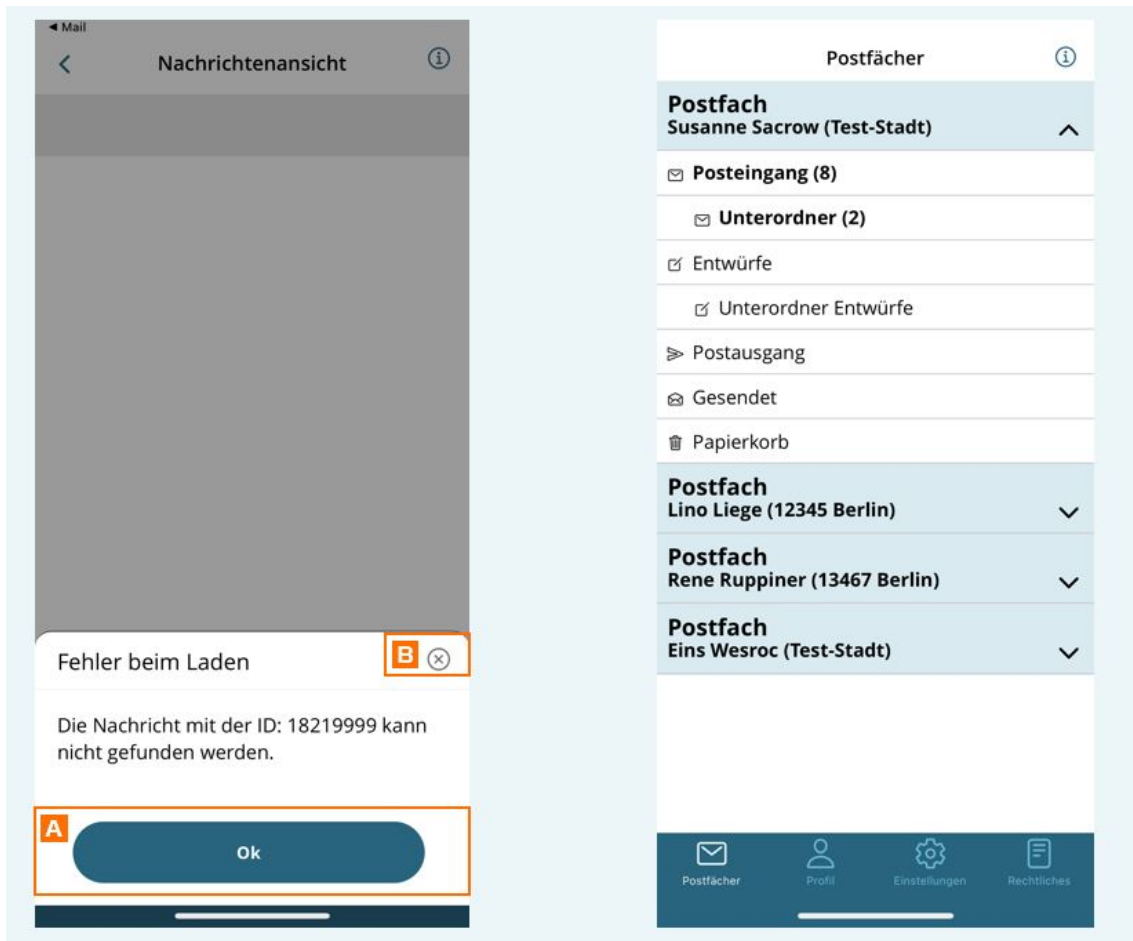 ◀ Mail
Nachrichtenansicht
Fehler beim Laden
B
Die Nachricht mit der ID: 18219999 kann
nicht gefunden werden.
A
Ok
Postfächer
Postfach
Susanne Sacrow (Test-Stadt)
Posteingang (8)
Unterordner (2)
Entwürfe
Unterordner Entwürfe
Postausgang
Gesendet
Papierkorb
Postfach
Lino Liege (12345 Berlin)
Postfach
Rene Ruppiner (13467 Berlin)
Postfach
Eins Wesroc (Test-Stadt)
Postfächer
Profil
Einstellungen
Rechtliches